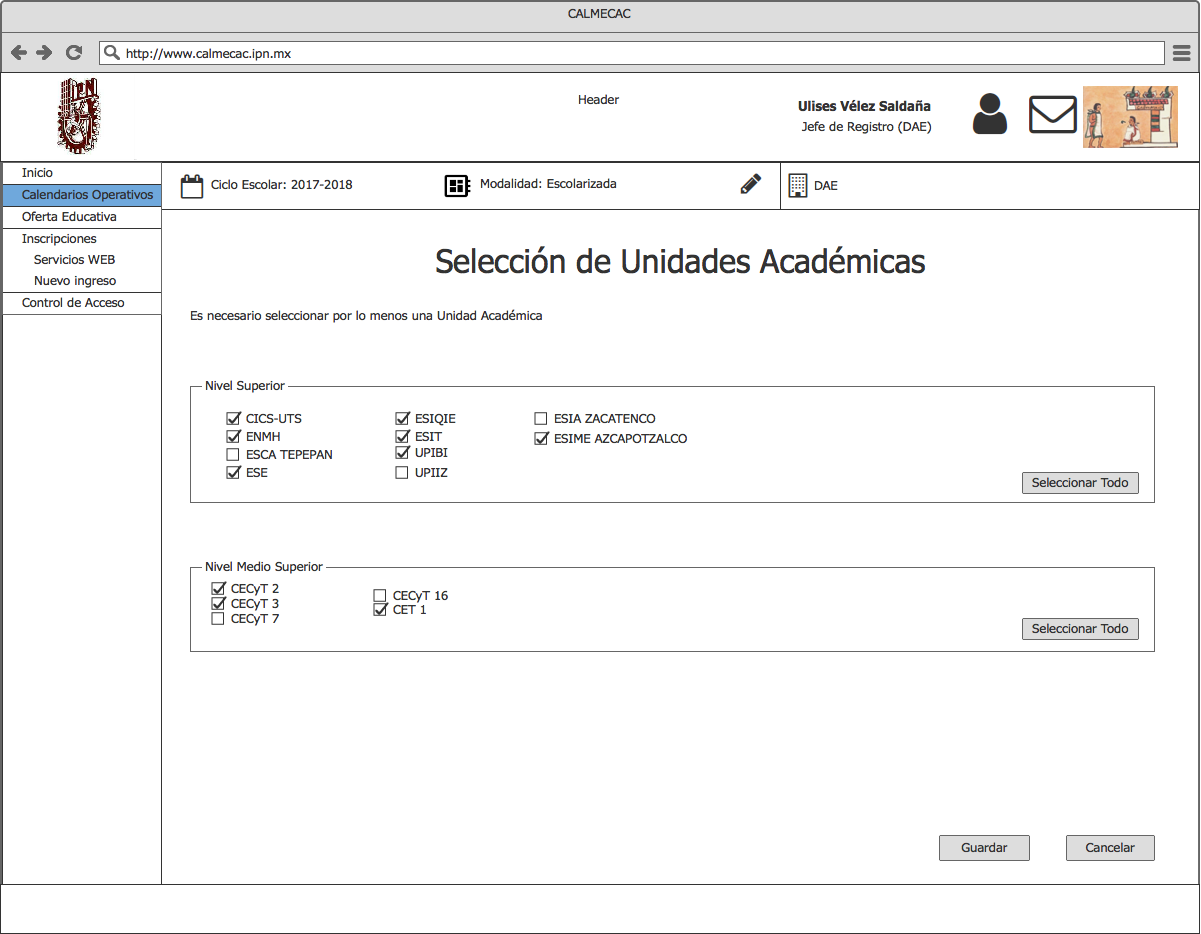 CALMECAC
http://www.calmecac.ipn.mx
IPN
Header
Ulises Vélez Saldaña
Jefe de Registro (DAE)
Inicio
Calendarios Operativos
Oferta Educativa
Inscripciones
Servicios WEB
Nuevo ingreso
Control de Acceso
Ciclo Escolar: 2017-2018
Modalidad: Escolarizada
DAE
Selección de Unidades Académicas
Es necesario seleccionar por lo menos una Unidad Académica
Nivel Superior
CICS-UTS
ENMH
ESCA TEPEPAN
ESE
ESIQIE
ESIT
UPIBI
UPIIZ
ESIA ZACATENCO
ESIME AZCAPOTZALCO
Seleccionar Todo
Nivel Medio Superior
CECyT 2
CECyT 3
CECyT 7
CECyT 16
CET 1
Seleccionar Todo
Guardar
Cancelar